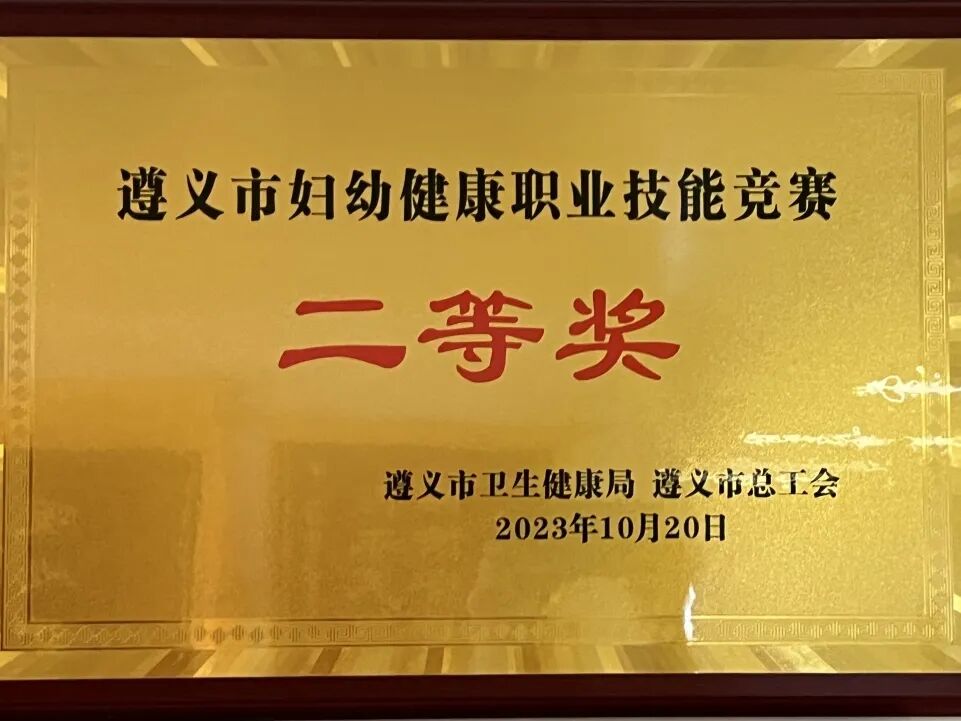 遵义市妇幼健康职业技能竞赛
二等奖
遵义市卫生健康局 遵义市总工会
2023年10月20日